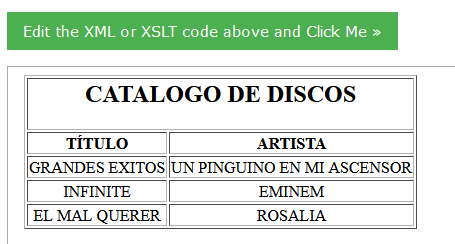 Edit the XML or XSLT code above and Click Me »
CATALOGO DE DISCOS
TÍTULO ARTISTA
GRANDES EXITOS UN PINGUINO EN MI ASCENSOR
INFINITE EMINEM
EL MAL QUERER ROSALIA